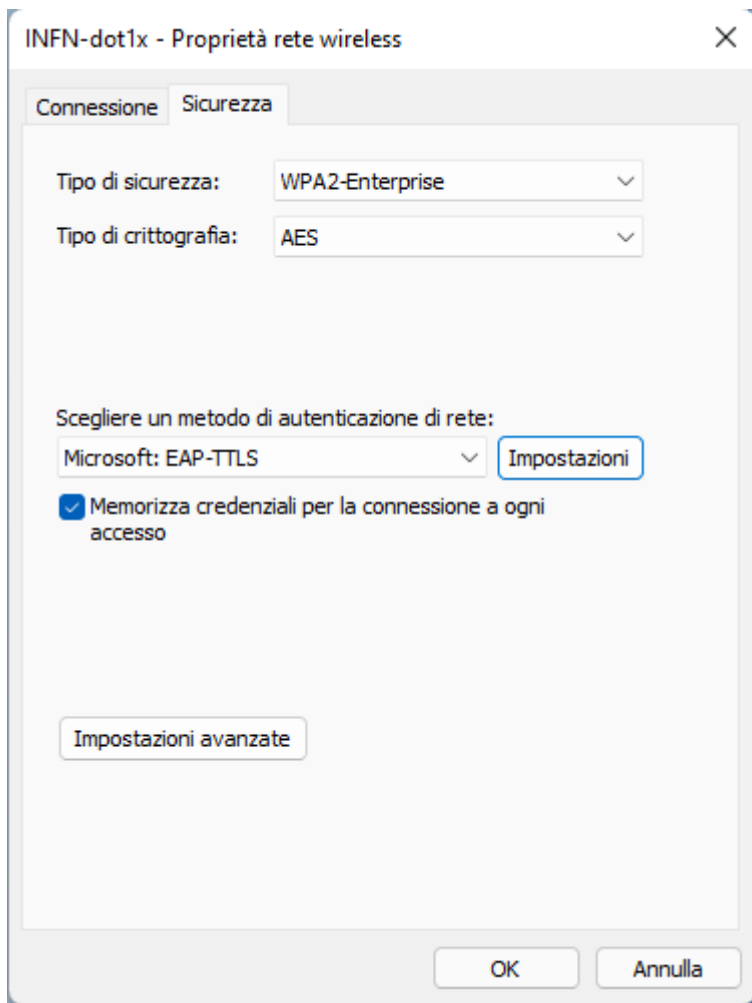 INFN-dot1x - Proprietà rete wireless
Connessione
Sicurezza
Tipo di sicurezza:
WPA2-Enterprise
Tipo di crittografia:
AES
Scegliere un metodo di autenticazione di rete:
Microsoft: EAP-TTLS
Impostazioni
Memorizza credenziali per la connessione a ogni
accesso
Impostazioni avanzate
OK
Annulla